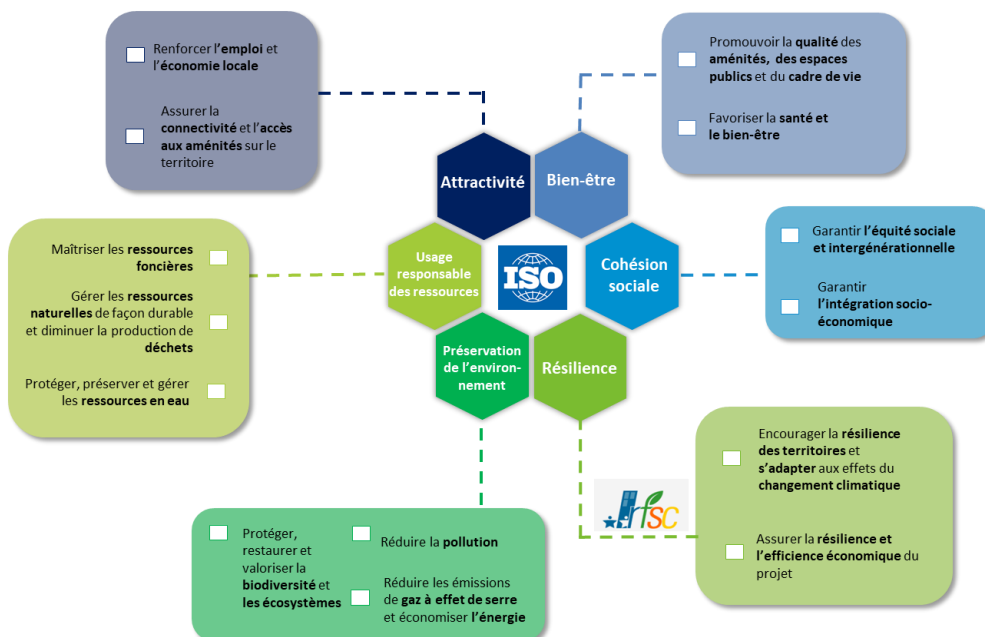 Renforcer l'emploi et
l'économie locale
Assurer la
connectivité et l'accès
aux aménités sur le
territoire
Promouvoir la qualité des
aménités, des espaces
publics et du cadre de vie
Favoriser la santé et
le bien-être
Attractivité
Bien-être
Maîtriser les ressources
foncières
Gérer les ressources
naturelles de façon durable
et diminuer la production de
déchets
Protéger, préserver et gérer
les ressources en eau
Usage
responsable
des ressources
ISO
Cohésion
sociale
Garantir l'équité sociale
et intergénérationnelle
Garantir
l'intégration socio-
économique
Préservation
de l'environ-
nement
Résilience
Encourager la résilience
des territoires et
s'adapter aux effets du
changement climatique
Assurer la résilience et
l'efficience économique du
projet
rfsc
Protéger,
restaurer et
valoriser la
biodiversité et
les écosystèmes
Réduire la pollution
Réduire les émissions
de gaz à effet de serre
et économiser l'énergie